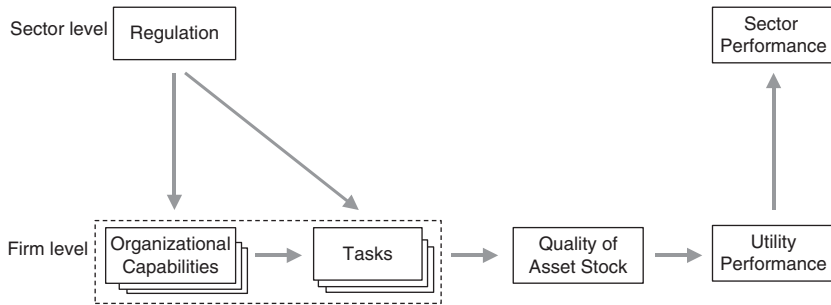 Sector level
Regulation
Sector
Performance
Firm level
Organizational
Capabilities
Tasks
Quality of
Asset Stock
Utility
Performance